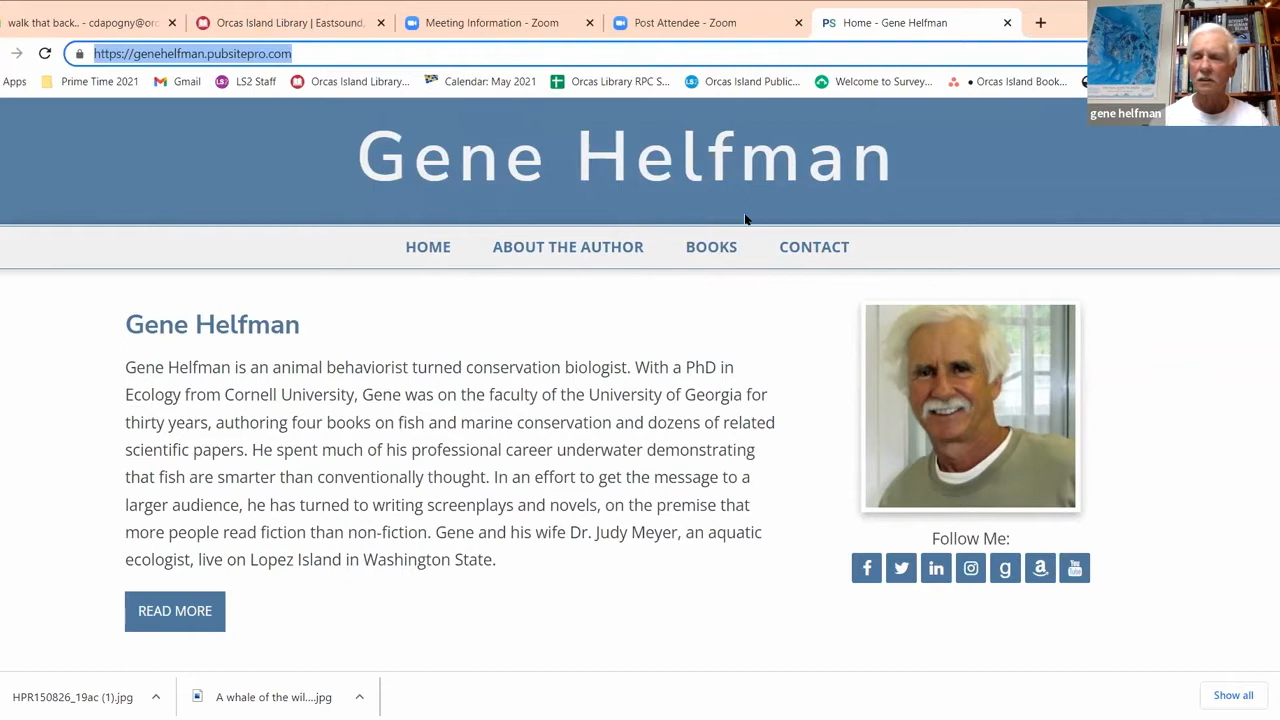 walk that back.. - cdapogny@orc
Orcas Island Library | Eastsound,
Meeting Information - Zoom
Post Attendee - Zoom
PS Home - Gene Helfman
https://genehelfman.pubsitepro.com
Apps
Prime Time 2021
Gmail
LS2 Staff
Orcas Island Library...
Calendar: May 2021
Orcas Library RPC S...
Orcas Island Public...
Welcome to Survey...
• Orcas Island Book...
gene helfman
Gene Helfman
HOME ABOUT THE AUTHOR BOOKS CONTACT
Gene Helfman
Gene Helfman is an animal behaviorist turned conservation biologist. With a PhD in
Ecology from Cornell University, Gene was on the faculty of the University of Georgia for
thirty years, authoring four books on fish and marine conservation and dozens of related
scientific papers. He spent much of his professional career underwater demonstrating
that fish are smarter than conventionally thought. In an effort to get the message to a
larger audience, he has turned to writing screenplays and novels, on the premise that
more people read fiction than non-fiction. Gene and his wife Dr. Judy Meyer, an aquatic
ecologist, live on Lopez Island in Washington State.
READ MORE
Follow Me:
HPR150826_19ac (1).jpg
A whale of the wil....jpg
Show all